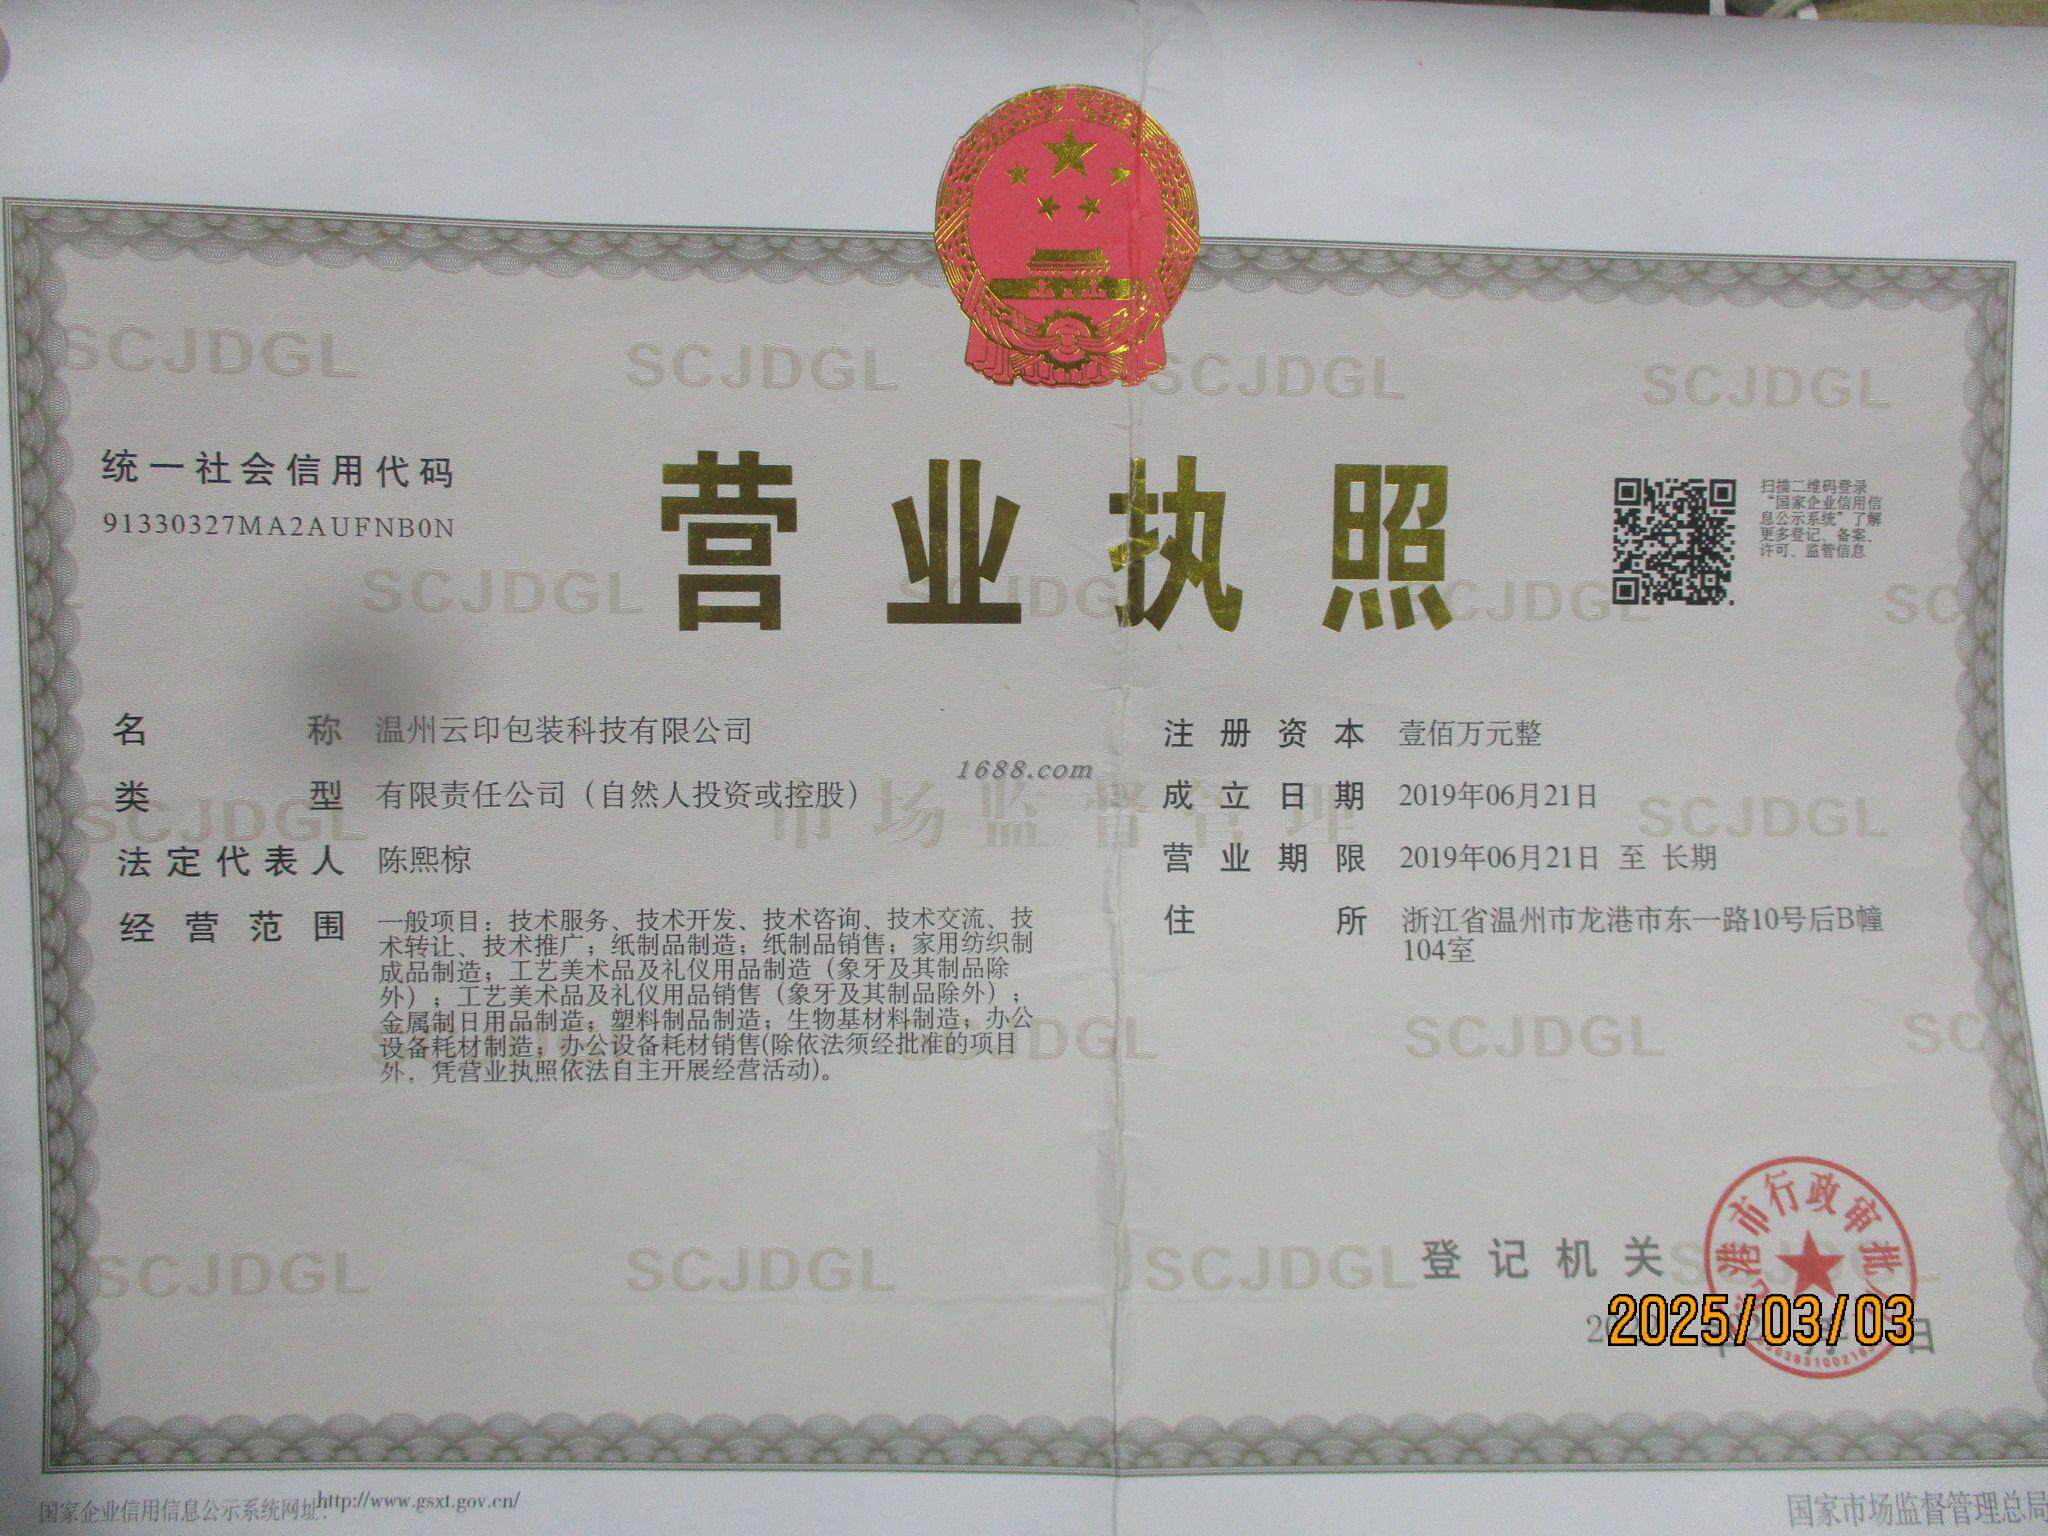 统一社会信用代码
91330327MA2AUFNB0N
营业执照
扫描二维码登录
“国家企业信用信
息公示系统”了解
更多登记、备案、
许可、监管信息
名称 温州云印包装科技有限公司
类型 有限责任公司（自然人投资或控股）
法定代表人 陈熙椋
经营范围 一般项目：技术服务、技术开发、技术咨询、技术交流、技
术转让、技术推广；纸制品制造；纸制品销售；家用纺织制
成品制造；工艺美术品及礼仪用品制造（象牙及其制品除
外）；工艺美术品及礼仪用品销售（象牙及其制品除外）；
金属制日用品制造；塑料制品制造；生物基材料制造；办公
设备耗材制造；办公设备耗材销售(除依法须经批准的项目
外，凭营业执照依法自主开展经营活动)。
注册资本 壹佰万元整
成立日期 2019年06月21日
营业期限 2019年06月21日 至 长期
住所 浙江省温州市龙港市东一路10号后B幢
104室
1688.com
市场监督管理
SCJDGL
登记机关
港市行政审批
2025/03/03
国家企业信用信息公示系统网址：http://www.gsxt.gov.cn/
国家市场监督管理总局